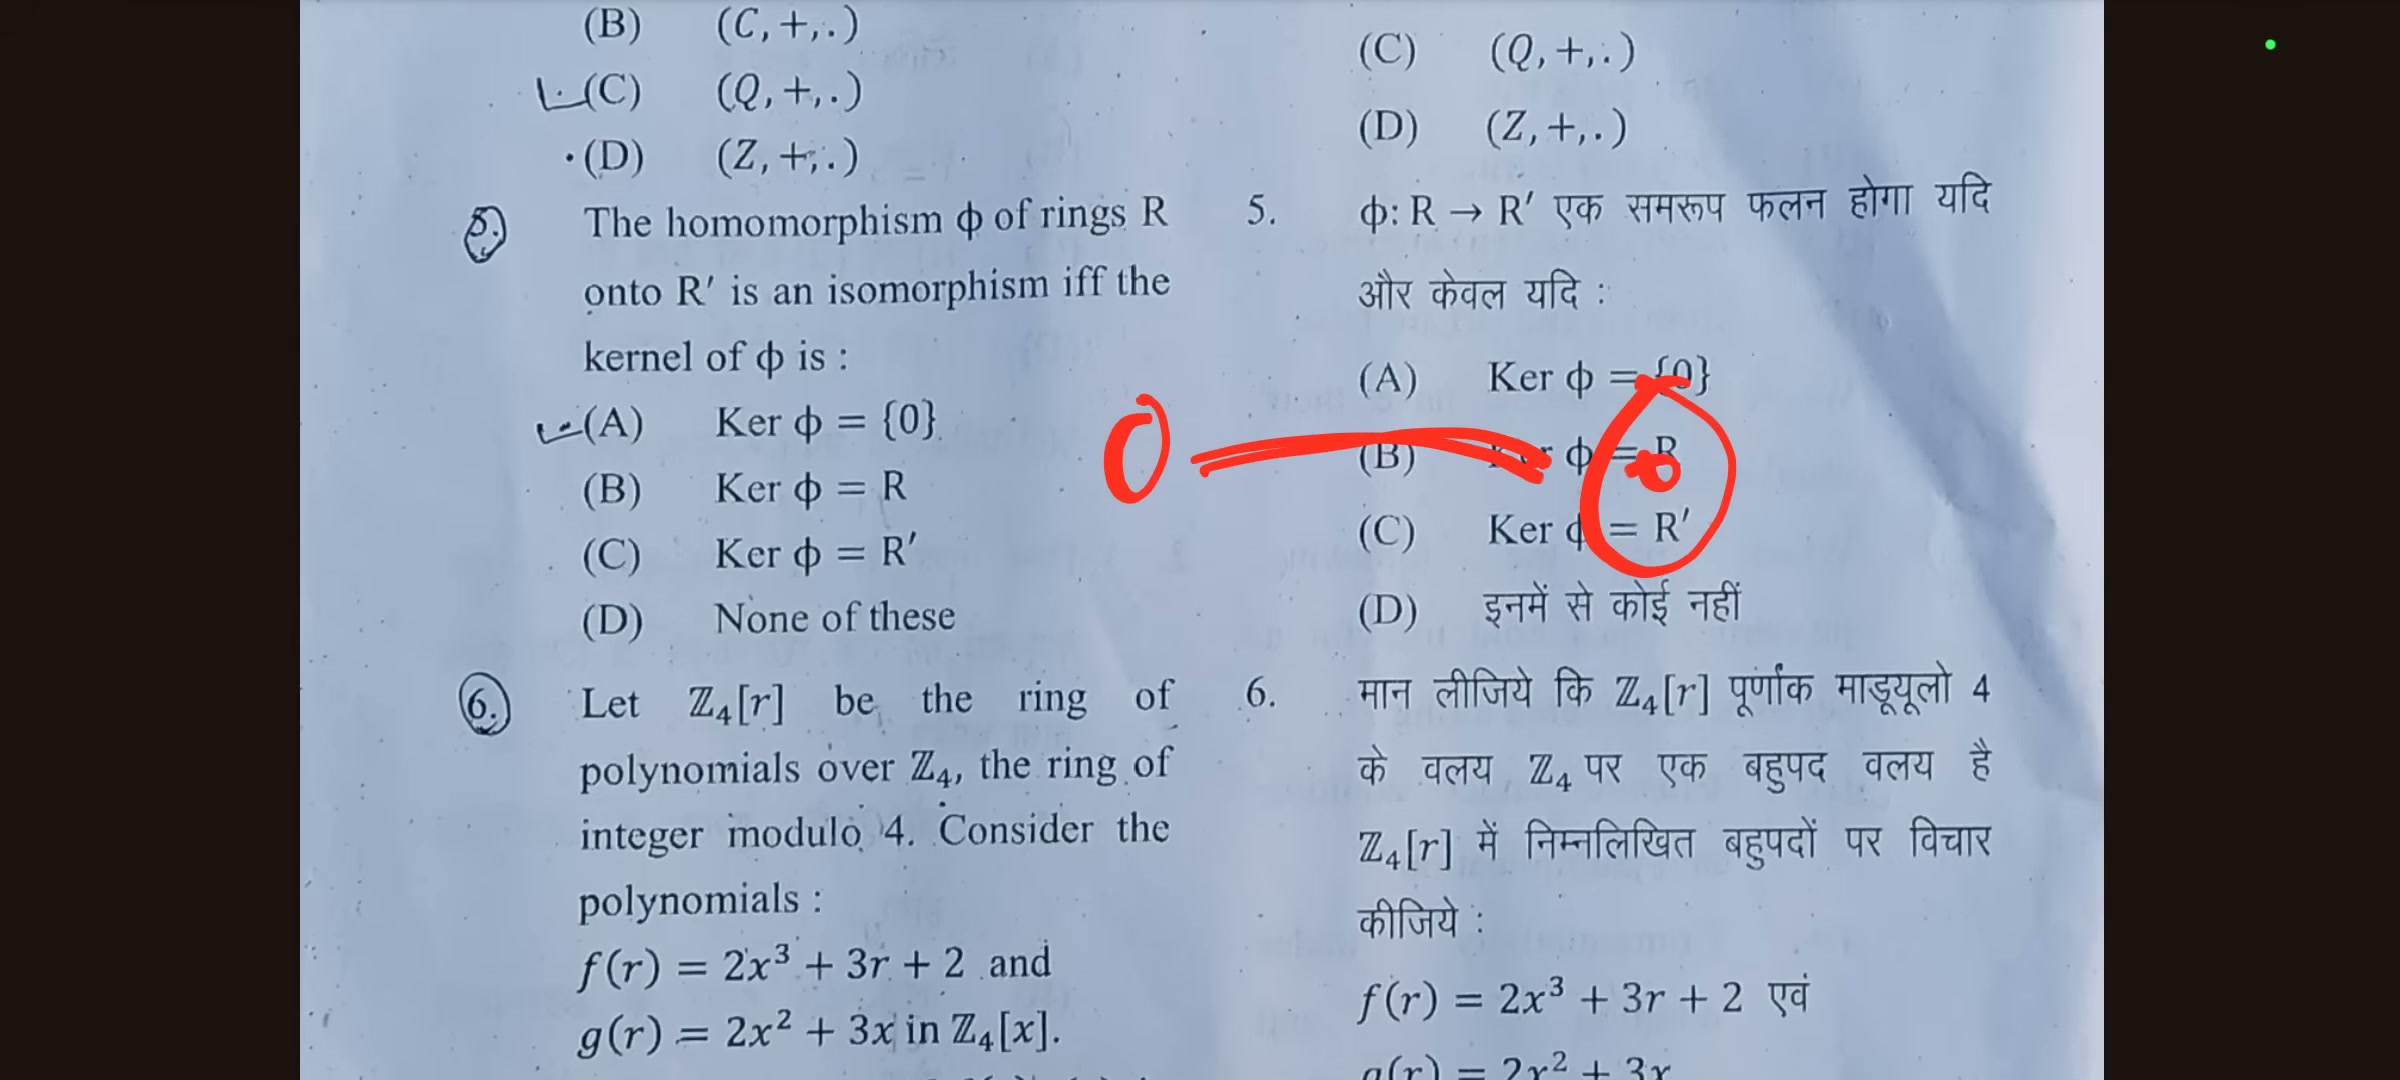 (B) (C, +,.)
(C) (Q, +,.)
(D) (Z, +,.)
5. The homomorphism ϕ of rings R
onto R′ is an isomorphism iff the
kernel of ϕ is :
(A) Ker ϕ = {0}
(B) Ker ϕ = R
(C) Ker ϕ = R′
(D) None of these
6. Let ℤ₄[r] be the ring of
polynomials over ℤ₄, the ring of
integer modulo 4. Consider the
polynomials :
f(r) = 2x³ + 3r + 2 and
g(r) = 2x² + 3x in ℤ₄[x].
(C) (Q, +,.)
(D) (Z, +,.)
5. ϕ: R → R′ एक समरूप फलन होगा यदि
और केवल यदि :
(A) Ker ϕ = {0}
(B) Ker ϕ = R
(C) Ker ϕ = R′
(D) इनमें से कोई नहीं
6. मान लीजिये कि ℤ₄[r] पूर्णांक माडूयूलो 4
के वलय ℤ₄ पर एक बहुपद वलय है
ℤ₄[r] में निम्नलिखित बहुपदों पर विचार
कीजिये :
f(r) = 2x³ + 3r + 2 एवं
g(r) = 2x² + 3x
0